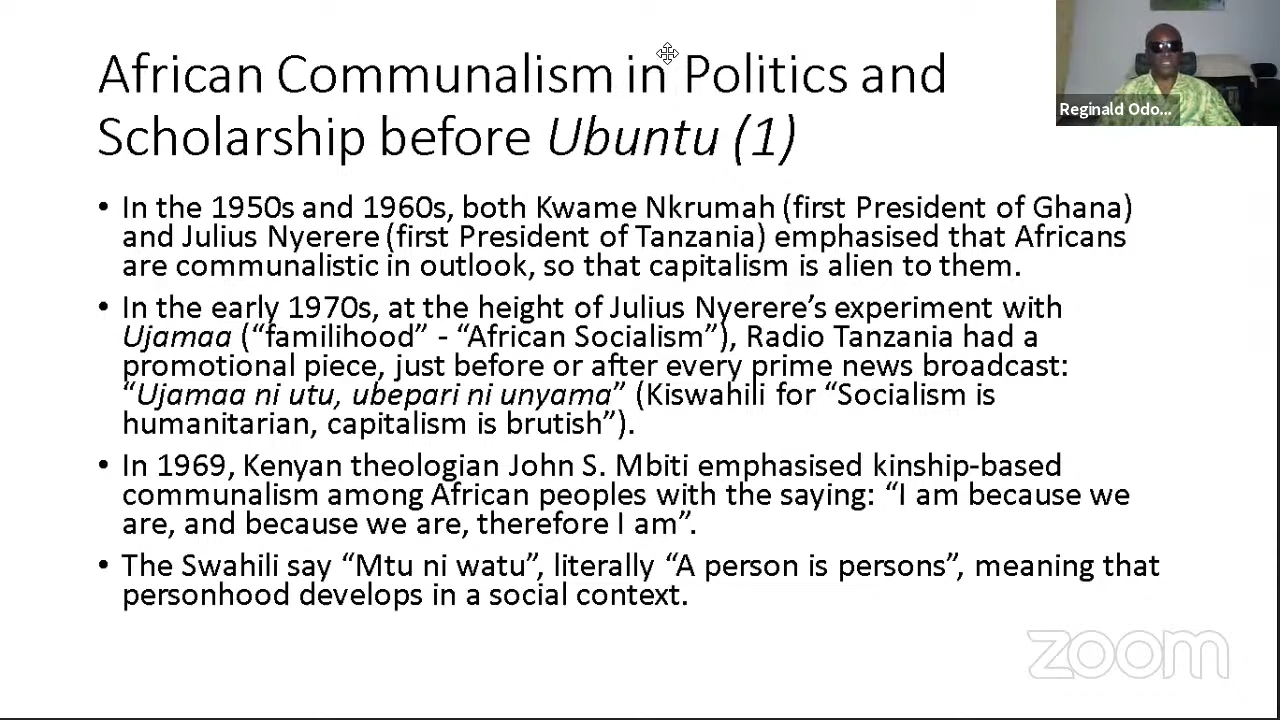 African Communalism in Politics and
Scholarship before Ubuntu (1)
• In the 1950s and 1960s, both Kwame Nkrumah (first President of Ghana)
and Julius Nyerere (first President of Tanzania) emphasised that Africans
are communalistic in outlook, so that capitalism is alien to them.
• In the early 1970s, at the height of Julius Nyerere’s experiment with
Ujamaa (“familihood” - “African Socialism”), Radio Tanzania had a
promotional piece, just before or after every prime news broadcast:
“Ujamaa ni utu, ubepari ni unyama” (Kiswahili for “Socialism is
humanitarian, capitalism is brutish”).
• In 1969, Kenyan theologian John S. Mbiti emphasised kinship-based
communalism among African peoples with the saying: “I am because we
are, and because we are, therefore I am”.
• The Swahili say “Mtu ni watu”, literally “A person is persons”, meaning that
personhood develops in a social context.
Reginald Odo...
zoom